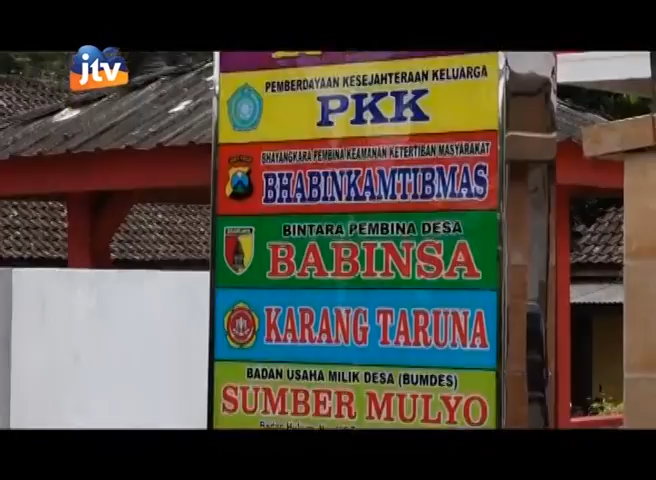 jtv
PEMBERDAYAAN KESEJAHTERAAN KELUARGA
PKK
BHAYANGKARA PEMBINA KEAMANAN KETERTIBAN MASYARAKAT
BHABINKAMTIBMAS
BINTARA PEMBINA DESA
BABINSA
KARANG TARUNA
BADAN USAHA MILIK DESA (BUMDES)
SUMBER MULYO